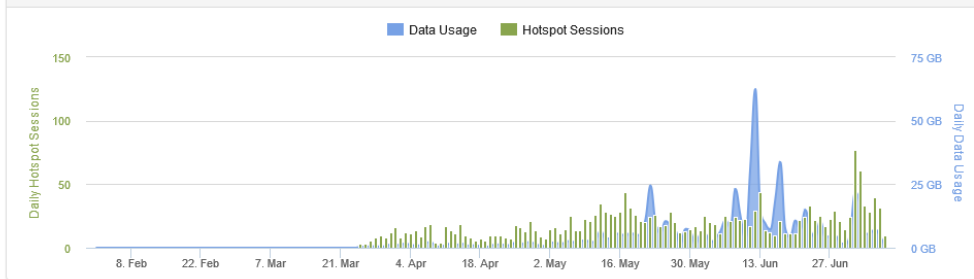 Data Usage Hotspot Sessions
Daily Hotspot Sessions
150
100
50
0
75 GB
50 GB
25 GB
0 GB
Daily Data Usage
8. Feb 22. Feb 7. Mar 21. Mar 4. Apr 18. Apr 2. May 16. May 30. May 13. Jun 27. Jun